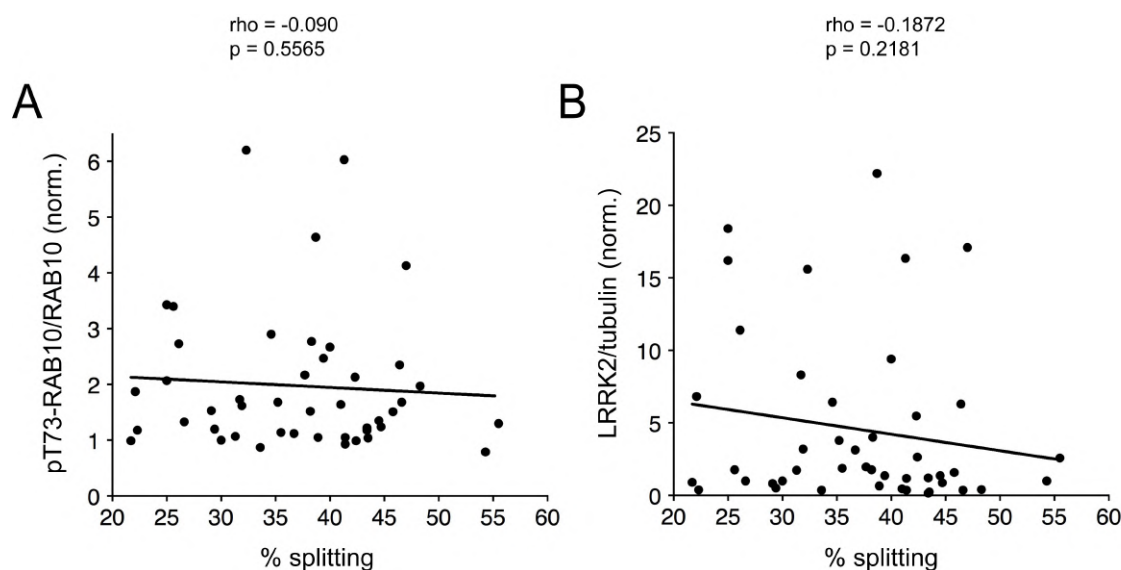 rho = -0.090
p = 0.5565
A
pT73-RAB10/RAB10 (norm.)
6
5
4
3
2
1
0
20 25 30 35 40 45 50 55 60
% splitting
rho = -0.1872
p = 0.2181
B
LRRK2/tubulin (norm.)
25
20
15
10
5
0
20 25 30 35 40 45 50 55 60
% splitting